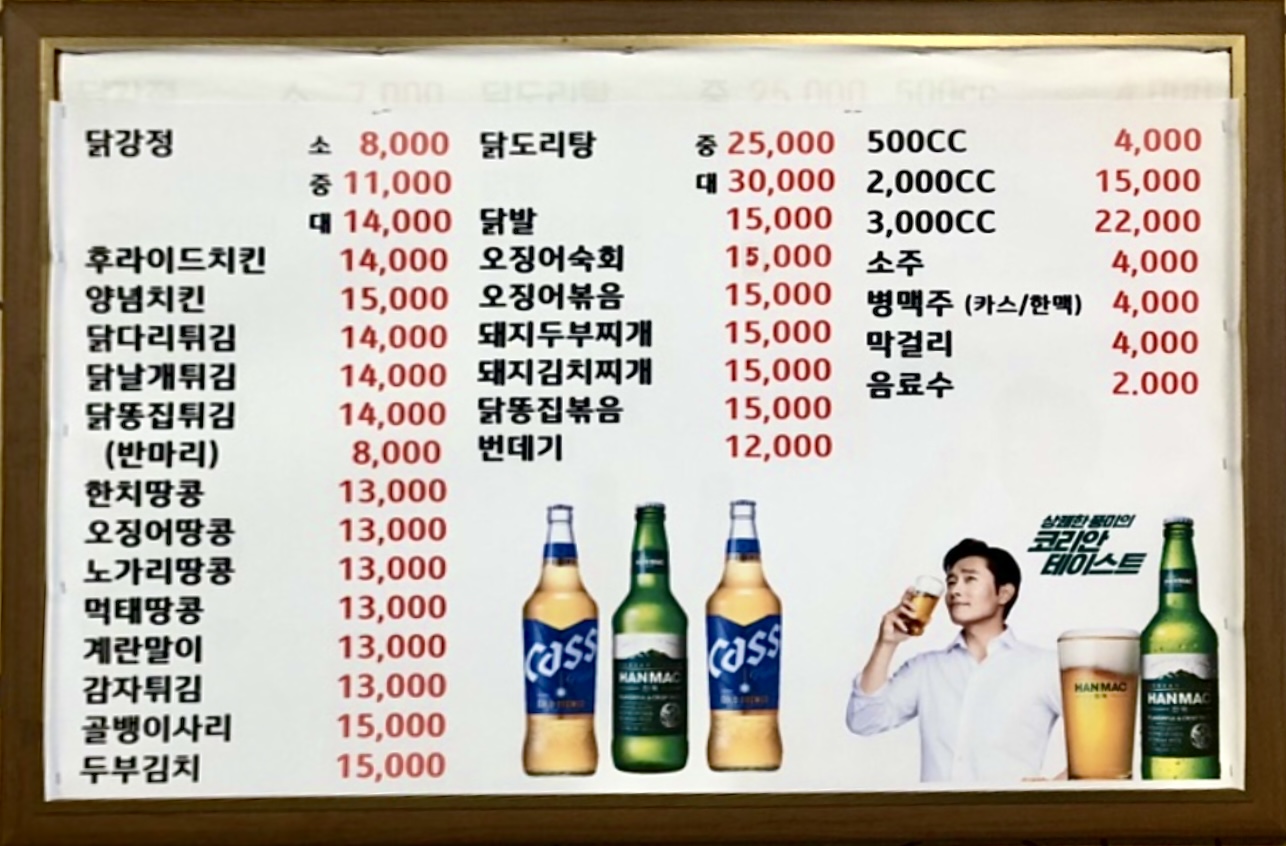 닭강정 소 8,000
중 11,000
대 14,000
후라이드치킨 14,000
양념치킨 15,000
닭다리튀김 14,000
닭날개튀김 14,000
닭똥집튀김 14,000
(반마리) 8,000
한치땅콩 13,000
오징어땅콩 13,000
노가리땅콩 13,000
먹태땅콩 13,000
계란말이 13,000
감자튀김 13,000
골뱅이사리 15,000
두부김치 15,000
닭도리탕 중 25,000
대 30,000
닭발 15,000
오징어숙회 15,000
오징어볶음 15,000
돼지두부찌개 15,000
돼지김치찌개 15,000
닭똥집볶음 15,000
번데기 12,000
500CC 4,000
2,000CC 15,000
3,000CC 22,000
소주 4,000
병맥주 (카스/한맥) 4,000
막걸리 4,000
음료수 2.000
Cass
HANMAC
HANMAC
Cass
상쾌한 풍미의
코리안
테이스트
HANMAC
HANMAC
한맥
HANMAC